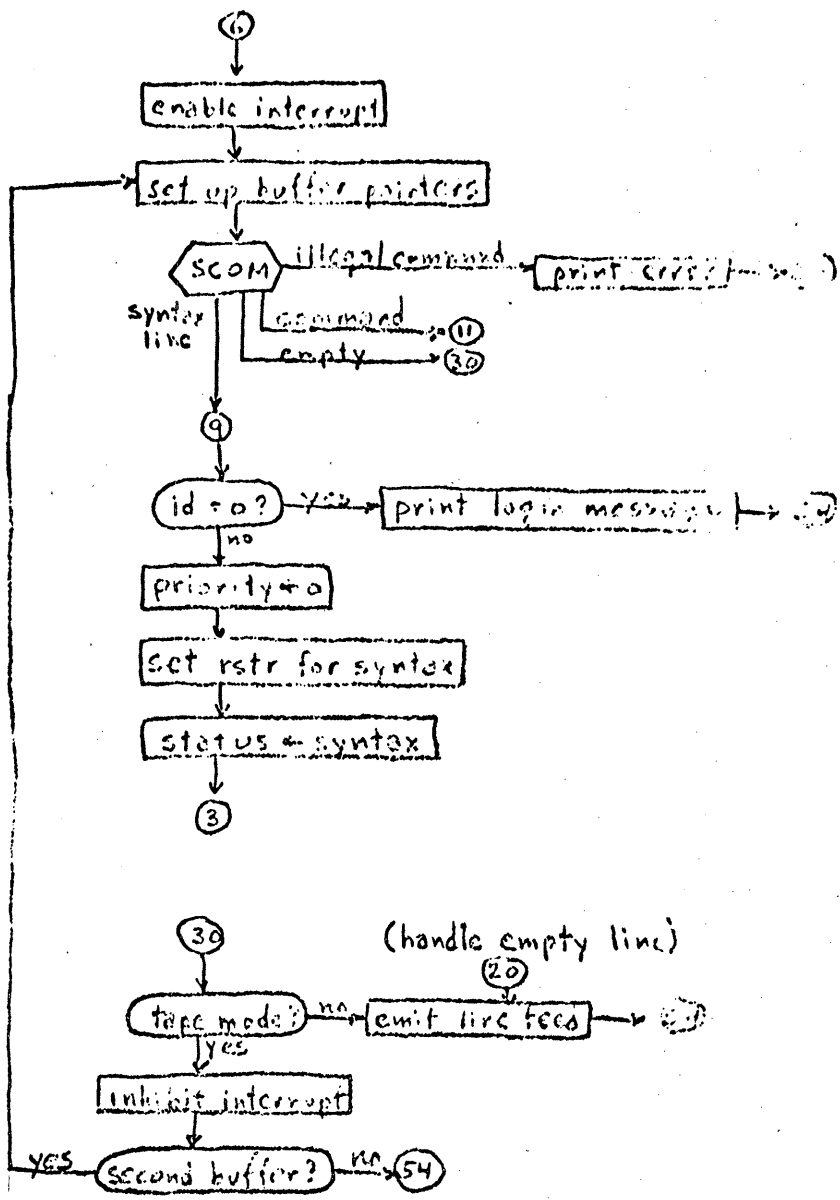 6
enable interrupt
set up buffer pointers
SCOM
illegal command
print error
syntax
line
command
11
empty
30
9
id = 0?
yes
print login message
no
priority ← 0
set rstr for syntax
status ← syntax
3
30
(handle empty line)
20
tape mode?
no
emit line feed
yes
inhibit interrupt
yes
second buffer?
no
54